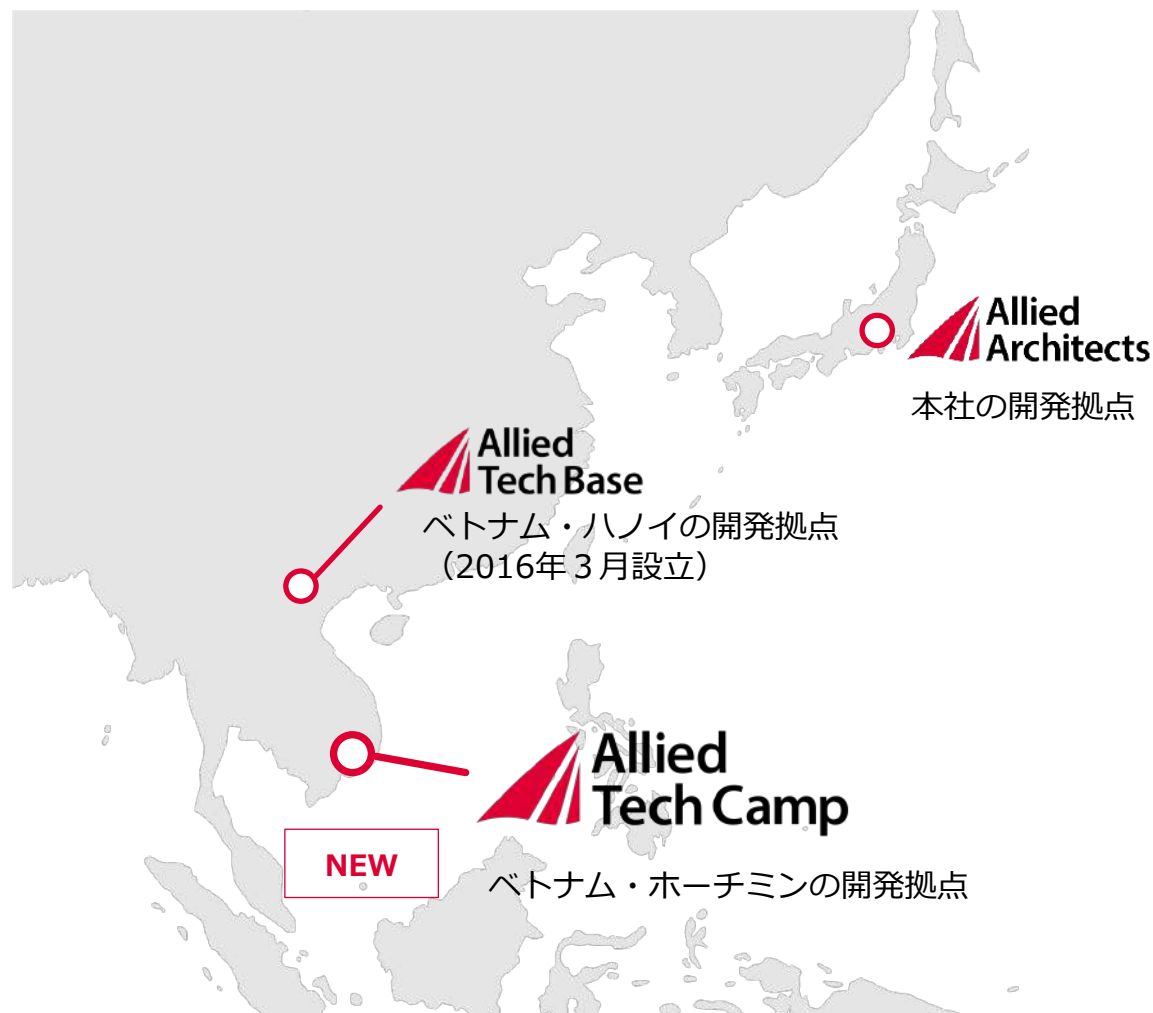 Allied
Architects
本社の開発拠点
Allied
Tech Base
ベトナム・ハノイの開発拠点
（2016年３月設立）
Allied
Tech Camp
NEW
ベトナム・ホーチミンの開発拠点